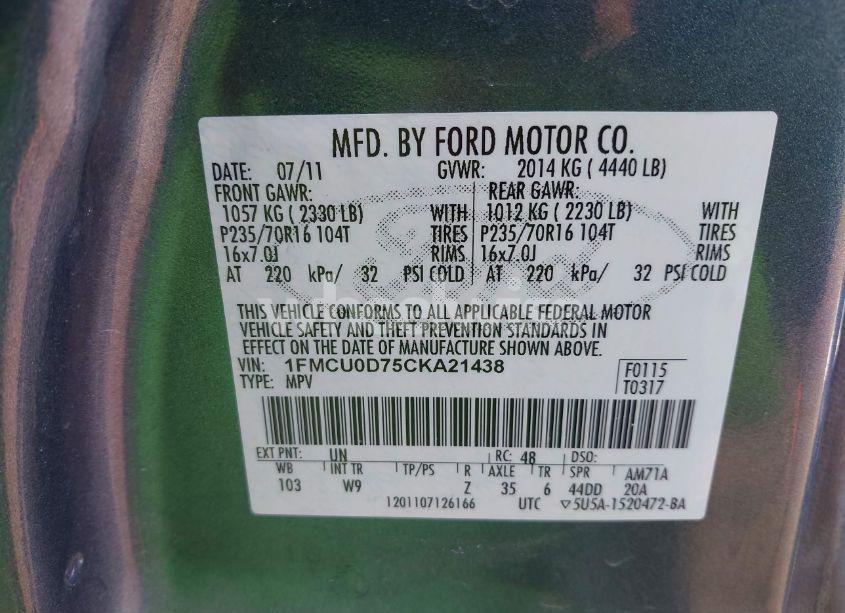 MFD. BY FORD MOTOR CO.
DATE: 07/11 GVWR: 2014 KG ( 4440 LB)
FRONT GAWR: REAR GAWR:
1057 KG ( 2330 LB) WITH 1012 KG ( 2230 LB) WITH
P235/70R16 104T TIRES P235/70R16 104T TIRES
16x7.0J RIMS 16x7.0J RIMS
AT 220 kPa/ 32 PSI COLD AT 220 kPa/ 32 PSI COLD
THIS VEHICLE CONFORMS TO ALL APPLICABLE FEDERAL MOTOR
VEHICLE SAFETY AND THEFT PREVENTION STANDARDS IN
EFFECT ON THE DATE OF MANUFACTURE SHOWN ABOVE.
VIN: 1FMCU0D75CKA21438 F0115
TYPE: MPV T0317
EXT PNT: UN RC: 48 DSO:
WB INT TR TP/PS R AXLE TR SPR AM71A
103 W9 Z 35 6 44DD 20A
1201107126166 UTC ▽5U5A-1520472-BA